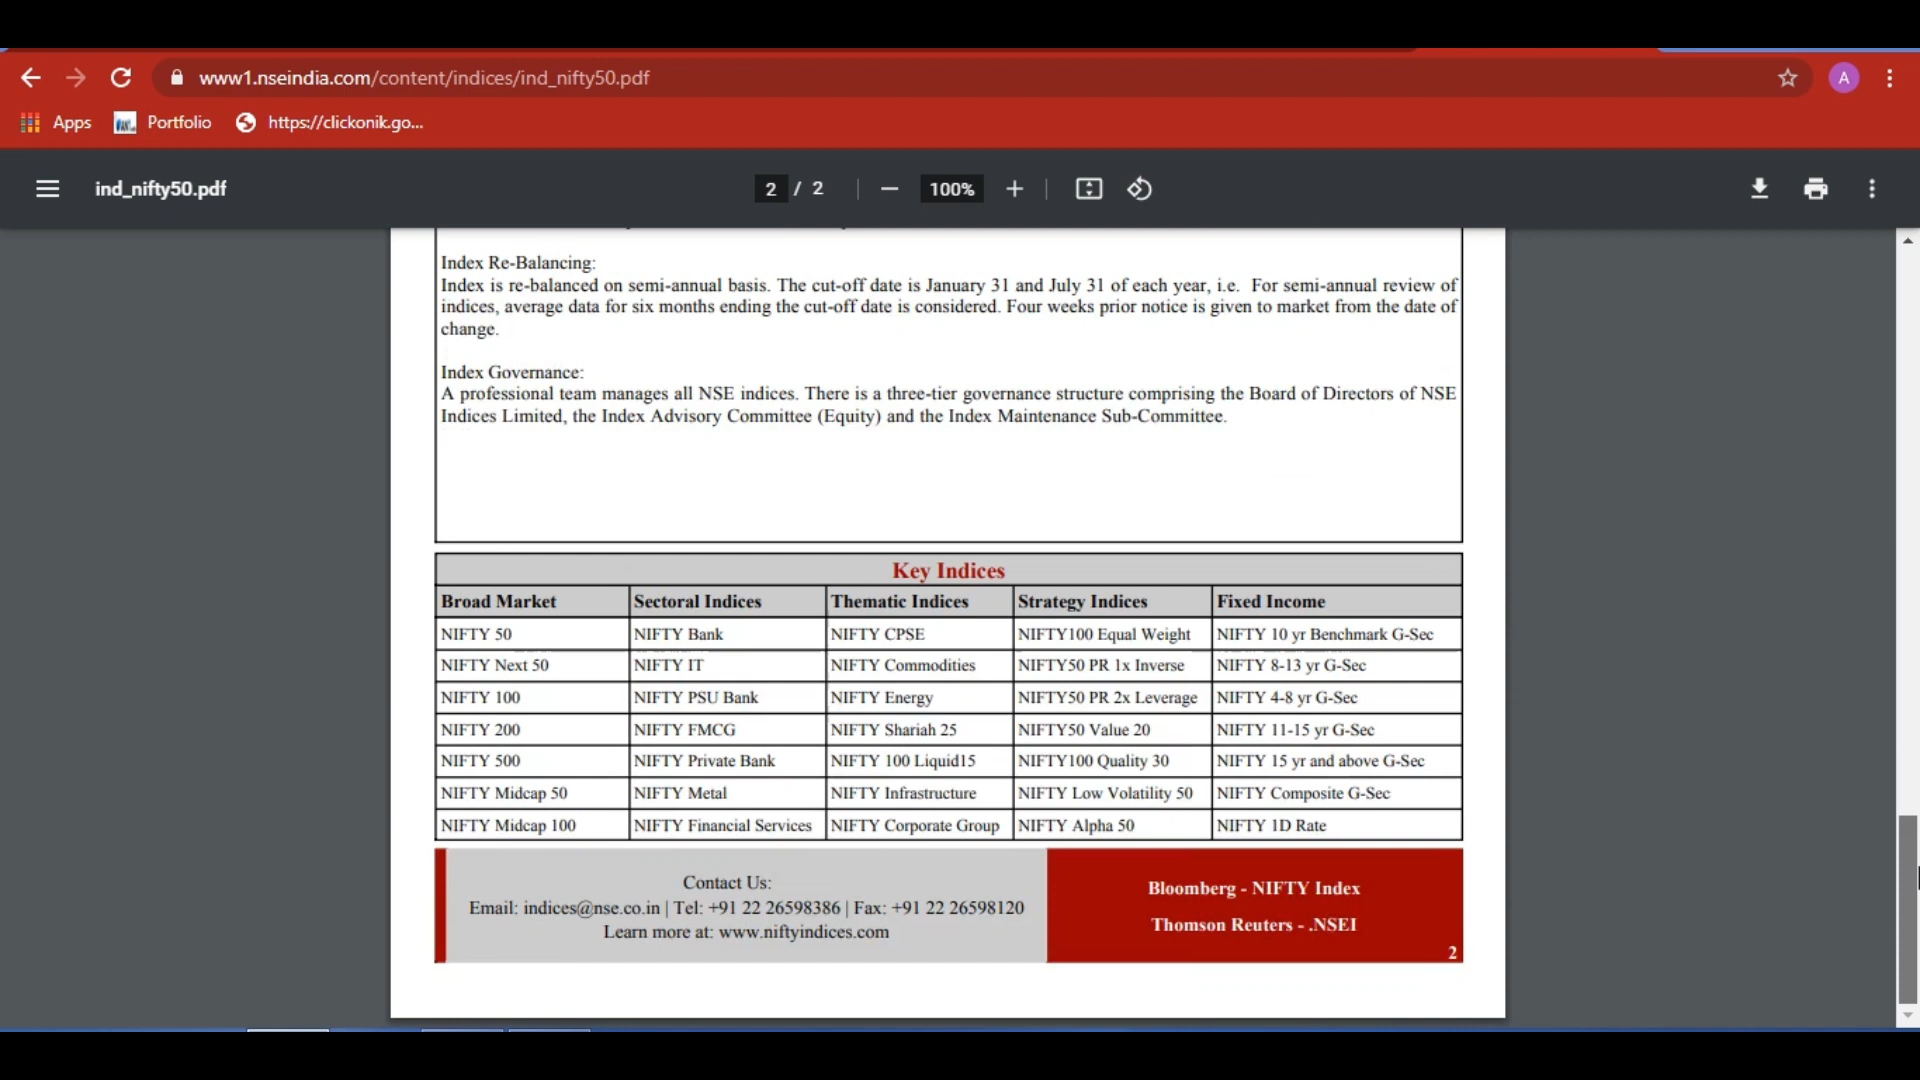 www1.nseindia.com/content/indices/ind_nifty50.pdf
A
Apps Portfolio https://clickonik.go...
ind_nifty50.pdf 2 / 2 100%
Index Re-Balancing:
Index is re-balanced on semi-annual basis. The cut-off date is January 31 and July 31 of each year, i.e. For semi-annual review of
indices, average data for six months ending the cut-off date is considered. Four weeks prior notice is given to market from the date of
change.
Index Governance:
A professional team manages all NSE indices. There is a three-tier governance structure comprising the Board of Directors of NSE
Indices Limited, the Index Advisory Committee (Equity) and the Index Maintenance Sub-Committee.
Key Indices
Broad Market Sectoral Indices Thematic Indices Strategy Indices Fixed Income
NIFTY 50 NIFTY Bank NIFTY CPSE NIFTY100 Equal Weight NIFTY 10 yr Benchmark G-Sec
NIFTY Next 50 NIFTY IT NIFTY Commodities NIFTY50 PR 1x Inverse NIFTY 8-13 yr G-Sec
NIFTY 100 NIFTY PSU Bank NIFTY Energy NIFTY50 PR 2x Leverage NIFTY 4-8 yr G-Sec
NIFTY 200 NIFTY FMCG NIFTY Shariah 25 NIFTY50 Value 20 NIFTY 11-15 yr G-Sec
NIFTY 500 NIFTY Private Bank NIFTY 100 Liquid15 NIFTY100 Quality 30 NIFTY 15 yr and above G-Sec
NIFTY Midcap 50 NIFTY Metal NIFTY Infrastructure NIFTY Low Volatility 50 NIFTY Composite G-Sec
NIFTY Midcap 100 NIFTY Financial Services NIFTY Corporate Group NIFTY Alpha 50 NIFTY 1D Rate
Contact Us:
Email: indices@nse.co.in | Tel: +91 22 26598386 | Fax: +91 22 26598120
Learn more at: www.niftyindices.com
Bloomberg - NIFTY Index
Thomson Reuters - .NSEI
2